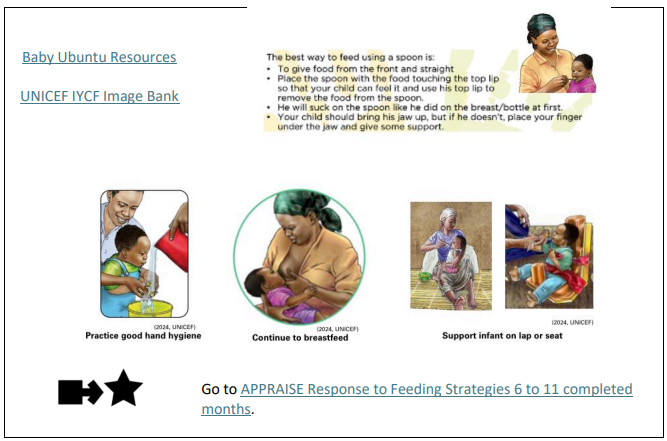 Baby Ubuntu Resources
UNICEF IYCF Image Bank
The best way to feed using a spoon is:
• To give food from the front and straight
• Place the spoon with the food touching the top lip
so that your child can feel it and use his top lip to
remove the food from the spoon.
• He will suck on the spoon like he did on the breast/bottle at first.
• Your child should bring his jaw up, but if he doesn't, place your finger
under the jaw and give some support.
(2024, UNICEF)
Practice good hand hygiene
(2024, UNICEF)
Continue to breastfeed
(2024, UNICEF)
Support infant on lap or seat
Go to APPRAISE Response to Feeding Strategies 6 to 11 completed
months.